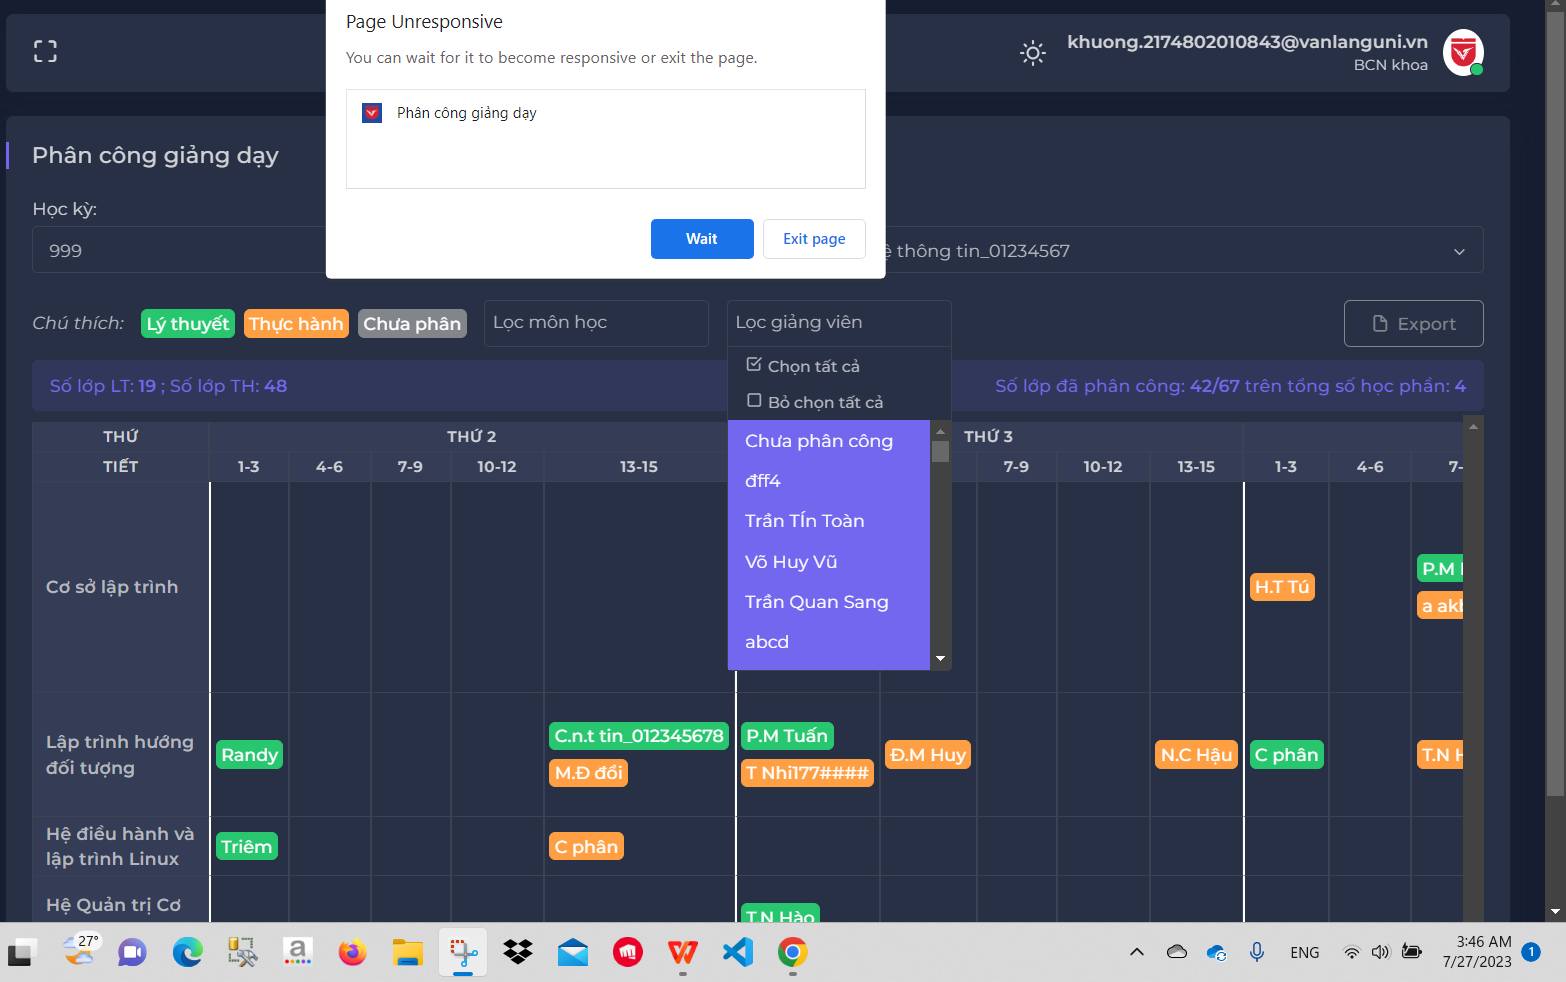 Page Unresponsive
You can wait for it to become responsive or exit the page.
Phân công giảng dạy
Wait
Exit page
khuong.2174802010843@vanlanguni.vn
BCN khoa
Phân công giảng dạy
Học kỳ:
999
ệ thông tin_01234567
Chú thích:
Lý thuyết
Thực hành
Chưa phân
Lọc môn học
Lọc giảng viên
Export
Chọn tất cả
Bỏ chọn tất cả
Chưa phân công
đff4
Trần TÍn Toàn
Võ Huy Vũ
Trần Quan Sang
abcd
Số lớp LT: 19 ; Số lớp TH: 48
Số lớp đã phân công: 42/67 trên tổng số học phần: 4
THỨ THỨ 2 THỨ 3
TIẾT 1-3 4-6 7-9 10-12 13-15 7-9 10-12 13-15 1-3 4-6 7-
Cơ sở lập trình
H.T Tú
P.M
a akb
Lập trình hướng
đối tượng
Randy
C.n.t tin_012345678
M.Đ đổi
P.M Tuấn
T Nhi177####
Đ.M Huy
N.C Hậu
C phân
T.N H
Hệ điều hành và
lập trình Linux
Triêm
C phân
Hệ Quản trị Cơ
T.N Hào
27°
ENG
3:46 AM
7/27/2023
1